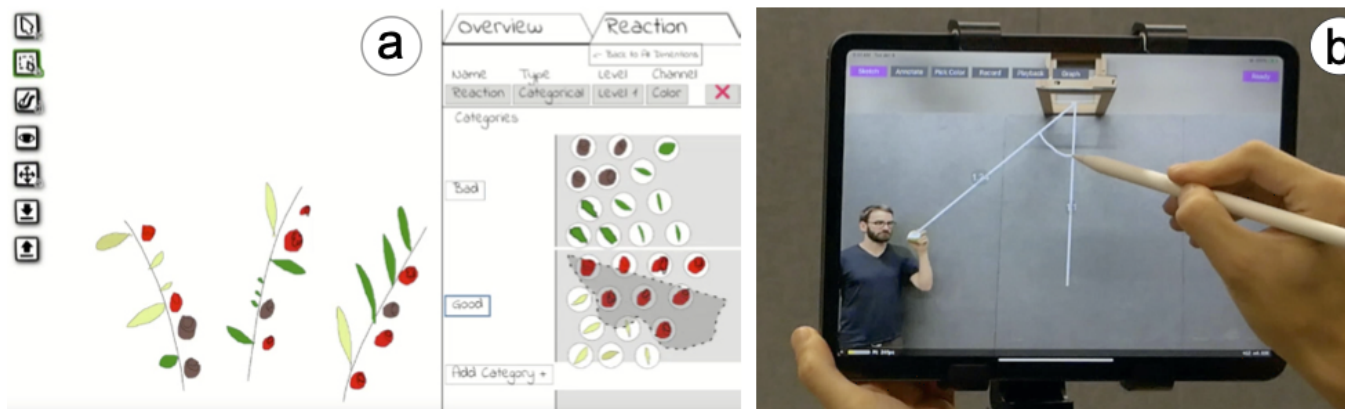 a
Overview
Reaction
← Back to All Dimentions
Name Type Level Channel
Reaction Categorical Level 1 Color X
Categories
Bad
Good
Add Category +
b
Sketch Annotate Pick Color Record Playback Graph Ready